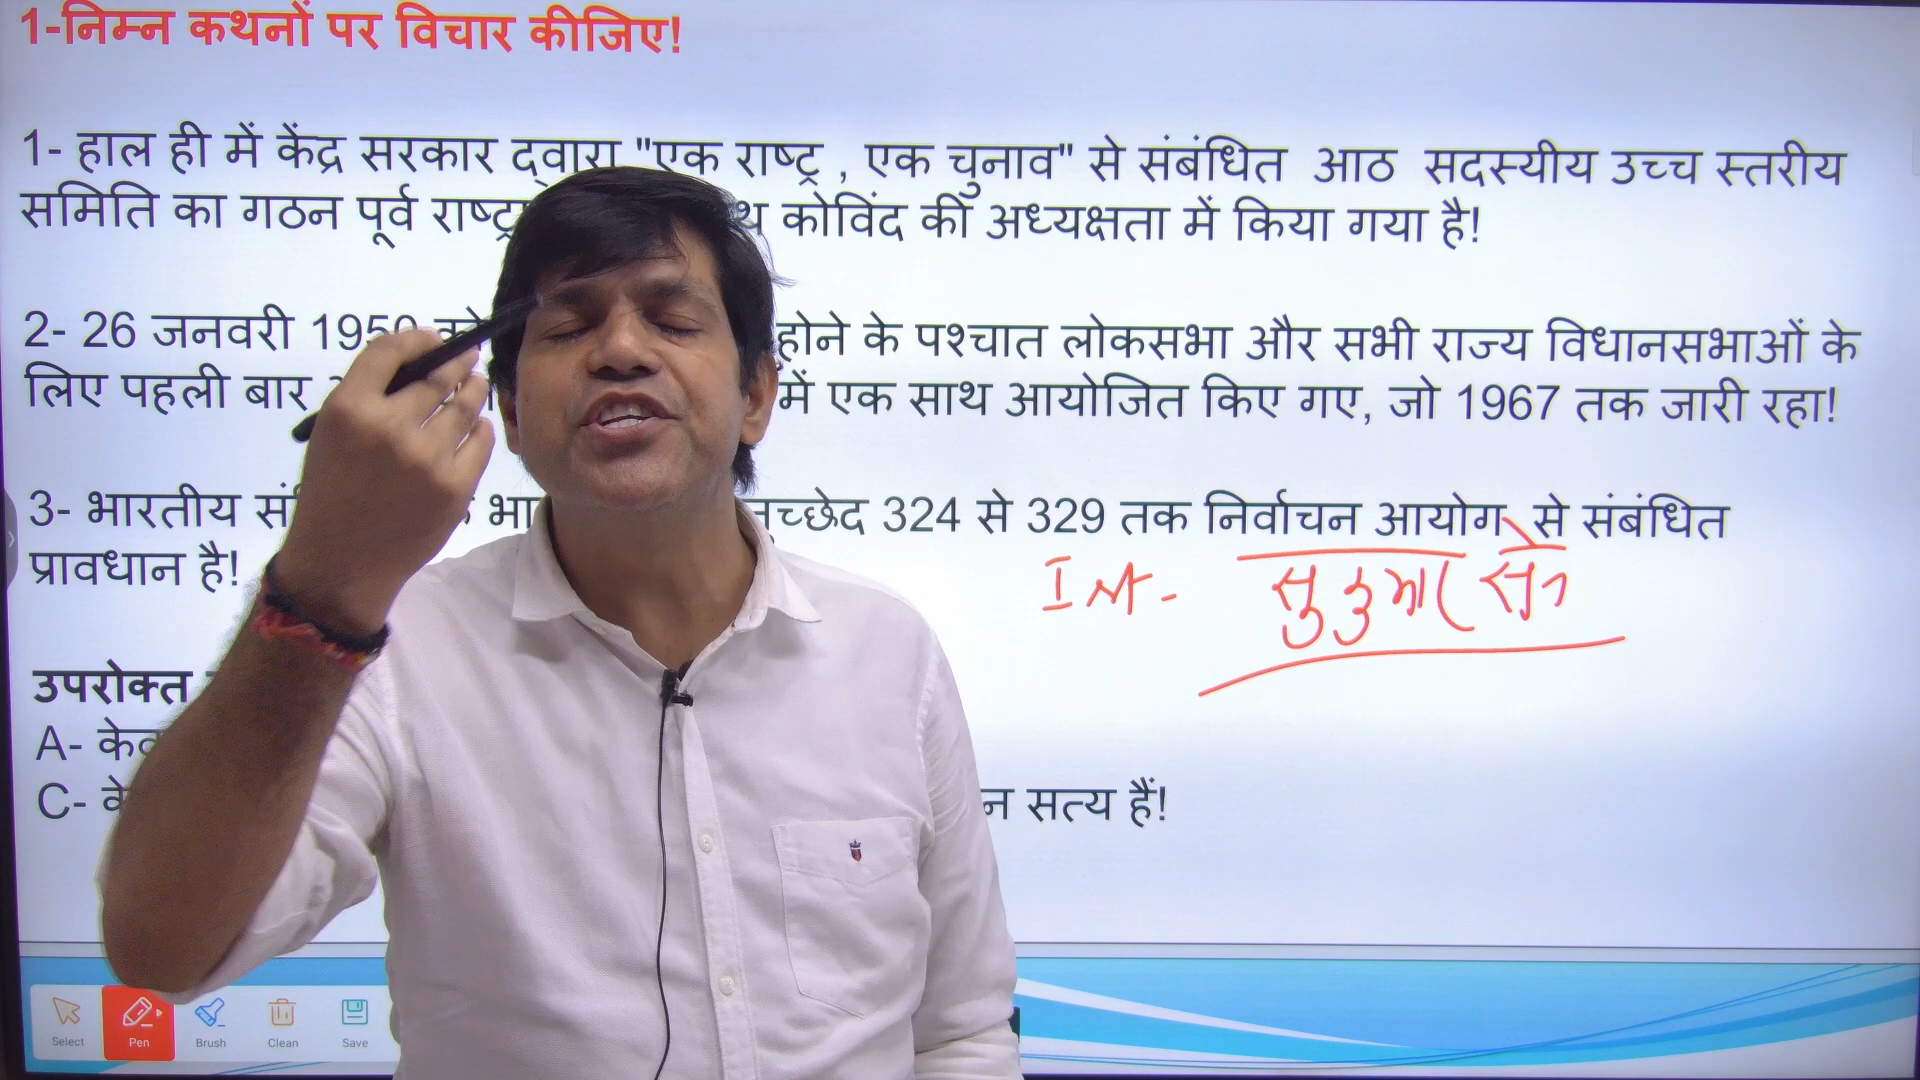 1-निम्न कथनों पर विचार कीजिए!
1- हाल ही में केंद्र सरकार द्वारा "एक राष्ट्र , एक चुनाव" से संबंधित आठ सदस्यीय उच्च स्तरीय
समिति का गठन पूर्व कोविंद की अध्यक्षता में किया गया है!
2- 26 जनवरी 1950 को होने के पश्चात लोकसभा और सभी राज्य विधानसभाओं के
लिए पहली बार में एक साथ आयोजित किए गए, जो 1967 तक जारी रहा!
3- भारतीय 324 से 329 तक निर्वाचन आयोग से संबंधित
प्रावधान है!
सुकुमार सेन
उपरोक्त
A-
C- सत्य हैं!
Select Pen Brush Clean Save